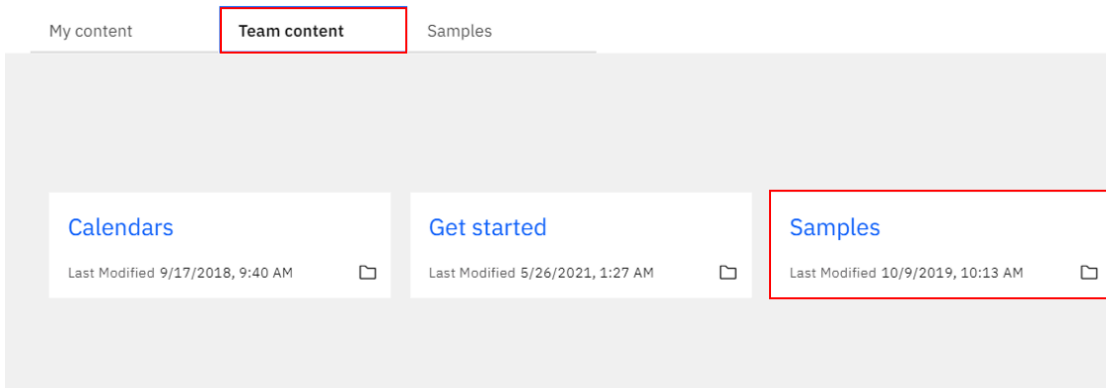 My content Team content Samples
Calendars Get started Samples
Last Modified 9/17/2018, 9:40 AM Last Modified 5/26/2021, 1:27 AM Last Modified 10/9/2019, 10:13 AM